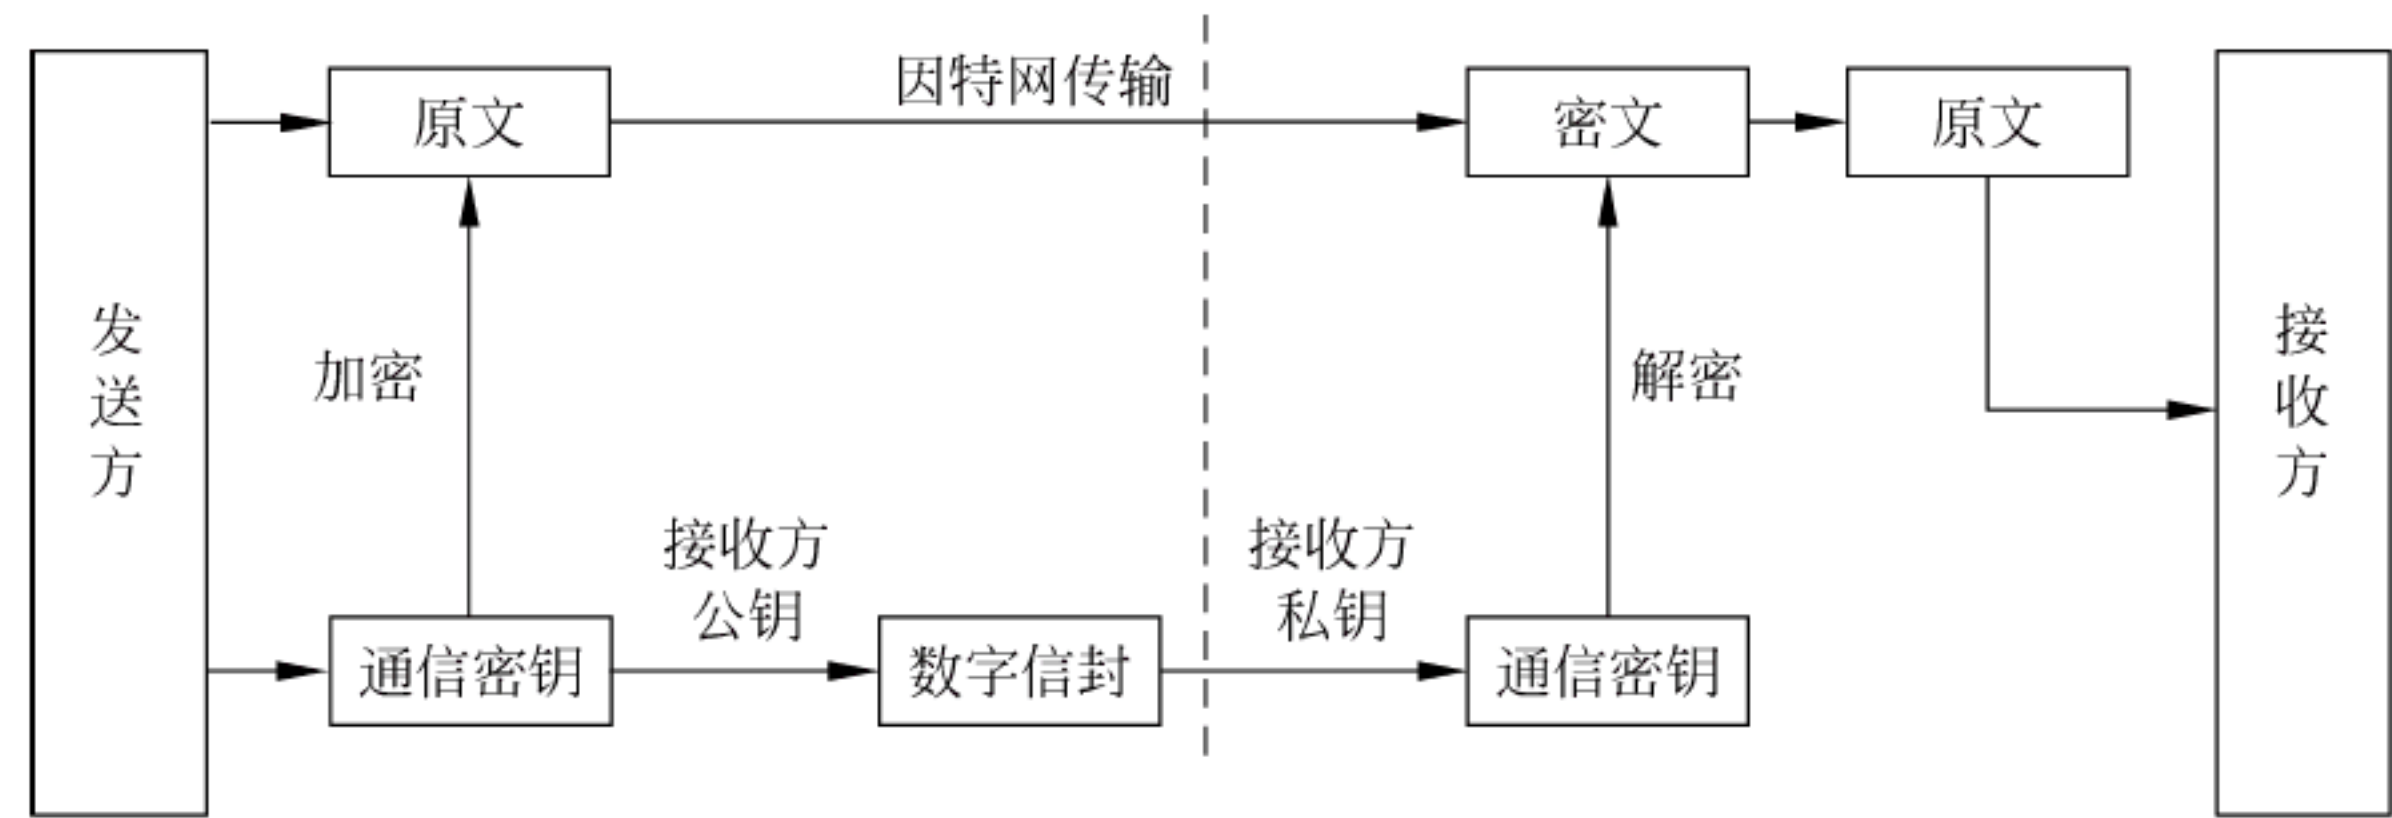 发送方
原文
因特网传输
密文
原文
加密
解密
接收方
公钥
接收方
私钥
通信密钥
数字信封
通信密钥
接收方